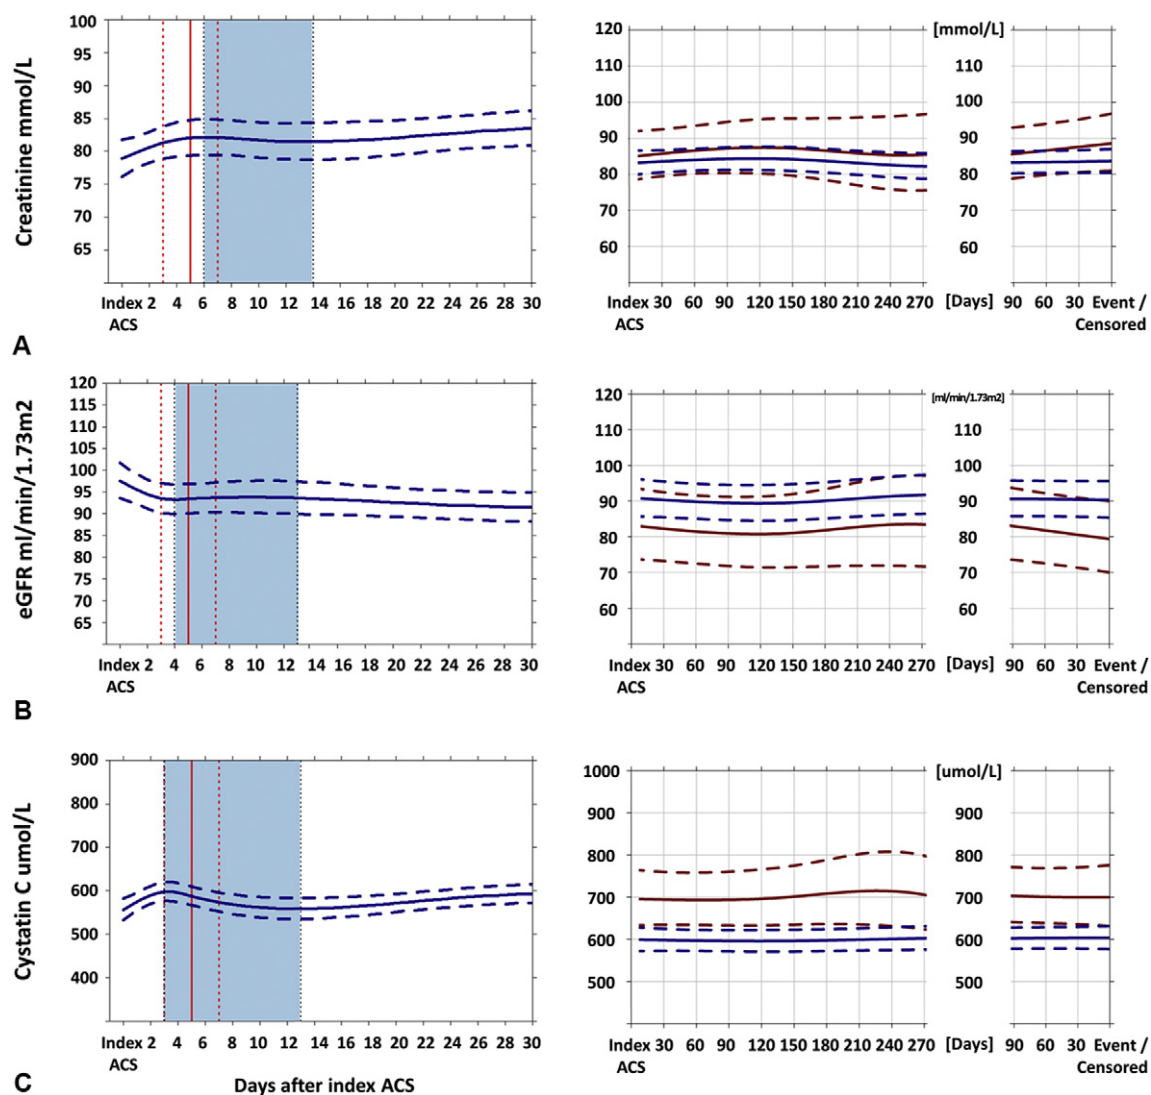 Creatinine mmol/L
100
95
90
85
80
75
70
65
Index 2 4 6 8 10 12 14 16 18 20 22 24 26 28 30
ACS
[mmol/L]
120
110
100
90
80
70
60
110
100
90
80
70
60
Index 30 60 90 120 150 180 210 240 270 [Days] 90 60 30 Event /
ACS Censored
A
eGFR ml/min/1.73m2
120
115
110
105
100
95
90
85
80
75
70
65
Index 2 4 6 8 10 12 14 16 18 20 22 24 26 28 30
ACS
[ml/min/1.73m2]
120
110
100
90
80
70
60
110
100
90
80
70
60
Index 30 60 90 120 150 180 210 240 270 [Days] 90 60 30 Event /
ACS Censored
B
Cystatin C umol/L
900
800
700
600
500
400
Index 2 4 6 8 10 12 14 16 18 20 22 24 26 28 30
ACS
Days after index ACS
[umol/L]
1000
900
800
700
600
500
900
800
700
600
500
Index 30 60 90 120 150 180 210 240 270 [Days] 90 60 30 Event /
ACS Censored
C